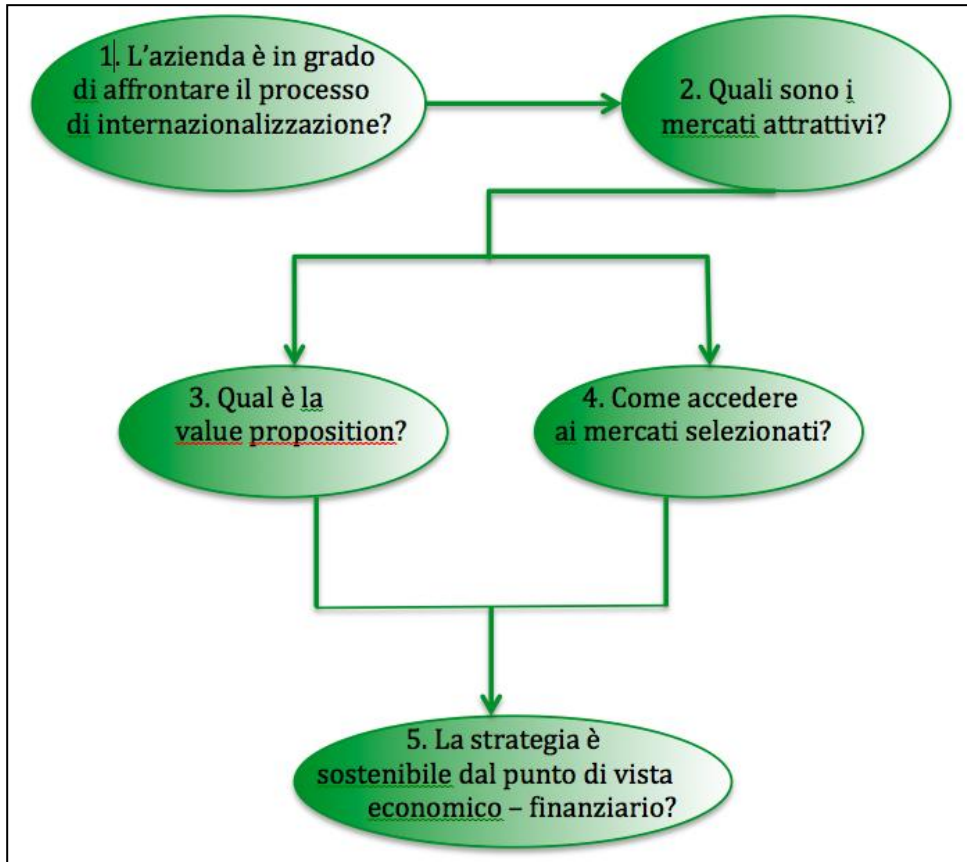 1. L’azienda è in grado
di affrontare il processo
di internazionalizzazione?
2. Quali sono i
mercati attrattivi?
3. Qual è la
value proposition?
4. Come accedere
ai mercati selezionati?
5. La strategia è
sostenibile dal punto di vista
economico – finanziario?